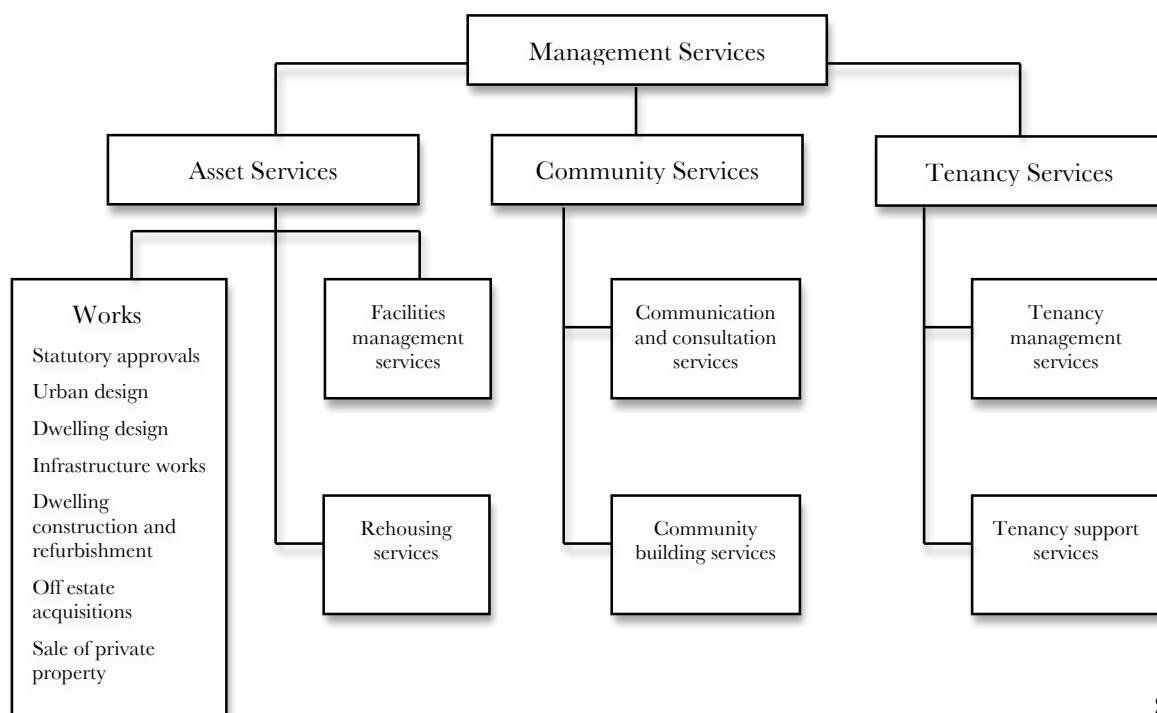 Management Services
Asset Services
Community Services
Tenancy Services
Works
Statutory approvals
Urban design
Dwelling design
Infrastructure works
Dwelling
construction and
refurbishment
Off estate
acquisitions
Sale of private
property
Facilities
management
services
Rehousing
services
Communication
and consultation
services
Community
building services
Tenancy
management
services
Tenancy support
services